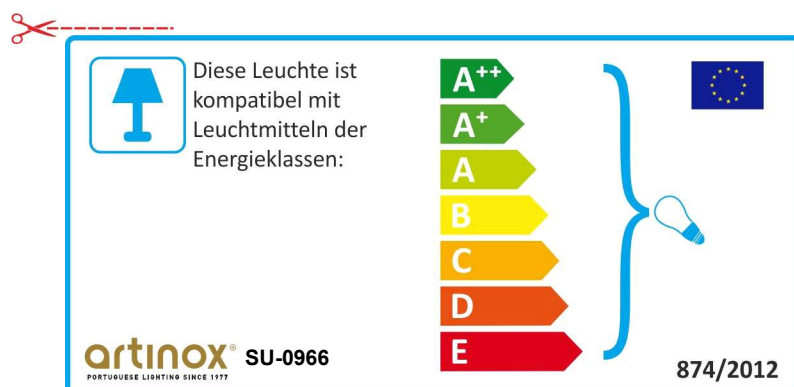 Diese Leuchte ist
kompatibel mit
Leuchtmitteln der
Energieklassen:
A++
A+
A
B
C
D
E
artinox® SU-0966
PORTUGUESE LIGHTING SINCE 1977
874/2012